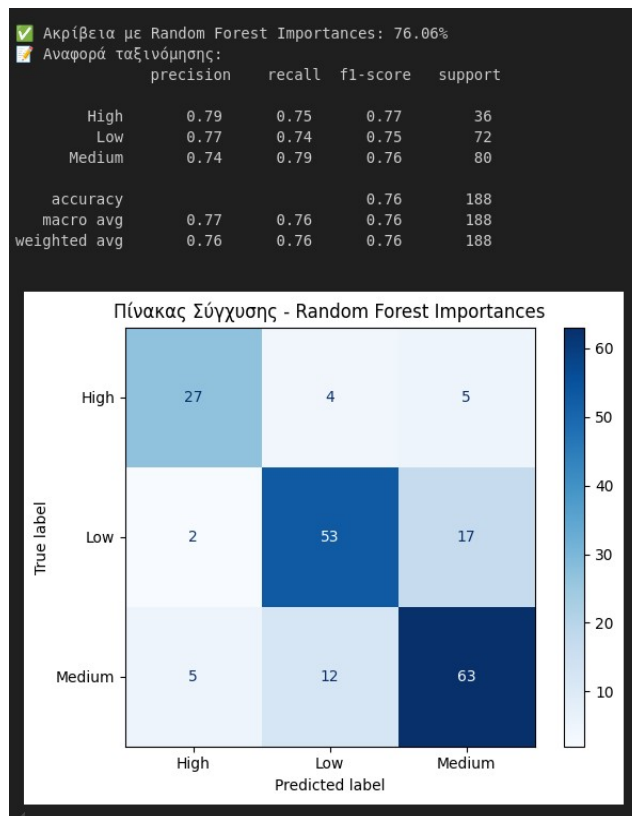 ✅ Ακρίβεια με Random Forest Importances: 76.06%
📝 Αναφορά ταξινόμησης:
precision recall f1-score support
High 0.79 0.75 0.77 36
Low 0.77 0.74 0.75 72
Medium 0.74 0.79 0.76 80
accuracy 0.76 188
macro avg 0.77 0.76 0.76 188
weighted avg 0.76 0.76 0.76 188
Πίνακας Σύγχυσης - Random Forest Importances
High 27 4 5
Low 2 53 17
Medium 5 12 63
High Low Medium
Predicted label
True label
60
50
40
30
20
10